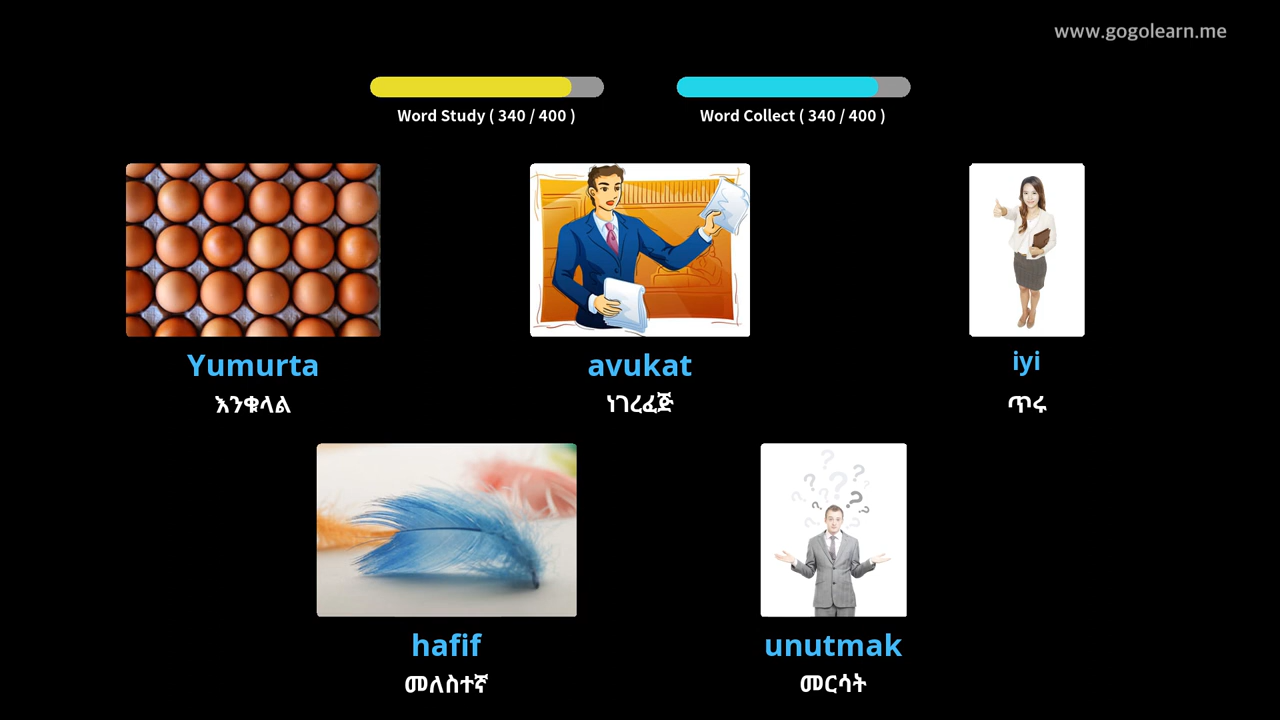 www.gogolearn.me
Word Study ( 340 / 400 )
Word Collect ( 340 / 400 )
Yumurta
እንቁላል
avukat
ነገረፈጅ
iyi
ጥሩ
hafif
መለስተኛ
unutmak
መርሳት